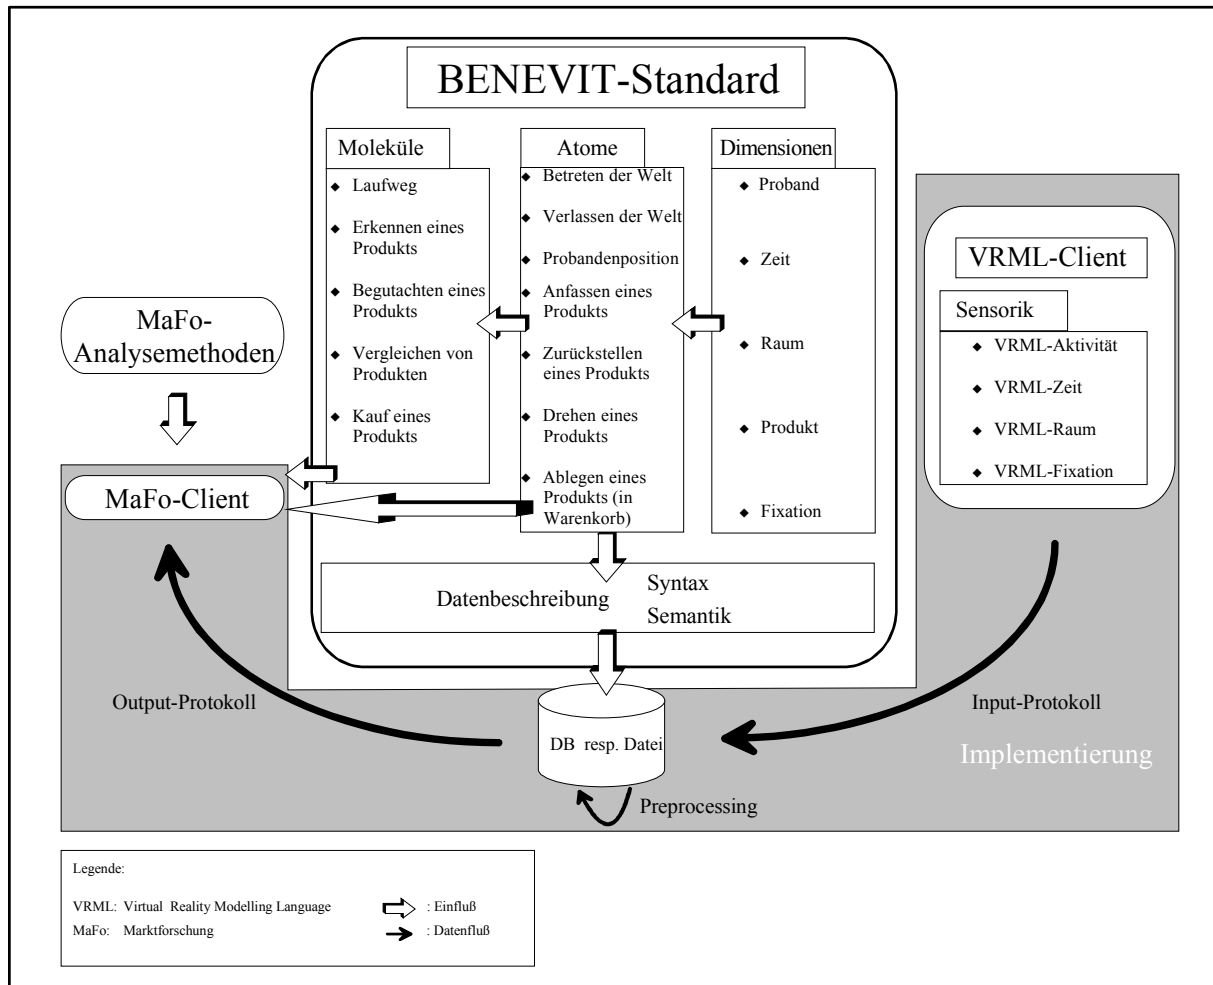 BENEVIT-Standard
Moleküle
Laufweg
Erkennen eines
Produkts
Begutachten eines
Produkts
Vergleichen von
Produkten
Kauf eines
Produkts
Atome
Betreten der Welt
Verlassen der Welt
Probandenposition
Anfassen eines
Produkts
Zurückstellen
eines Produkts
Drehen eines
Produkts
Ablegen eines
Produkts (in
Warenkorb)
Dimensionen
Proband
Zeit
Raum
Produkt
Fixation
VRML-Client
Sensorik
VRML-Aktivität
VRML-Zeit
VRML-Raum
VRML-Fixation
MaFo-
Analysemethoden
MaFo-Client
Datenbeschreibung
Syntax
Semantik
Output-Protokoll
DB resp. Datei
Input-Protokoll
Implementierung
Preprocessing
Legende:
VRML: Virtual Reality Modelling Language
: Einfluß
MaFo: Marktforschung
: Datenfluß